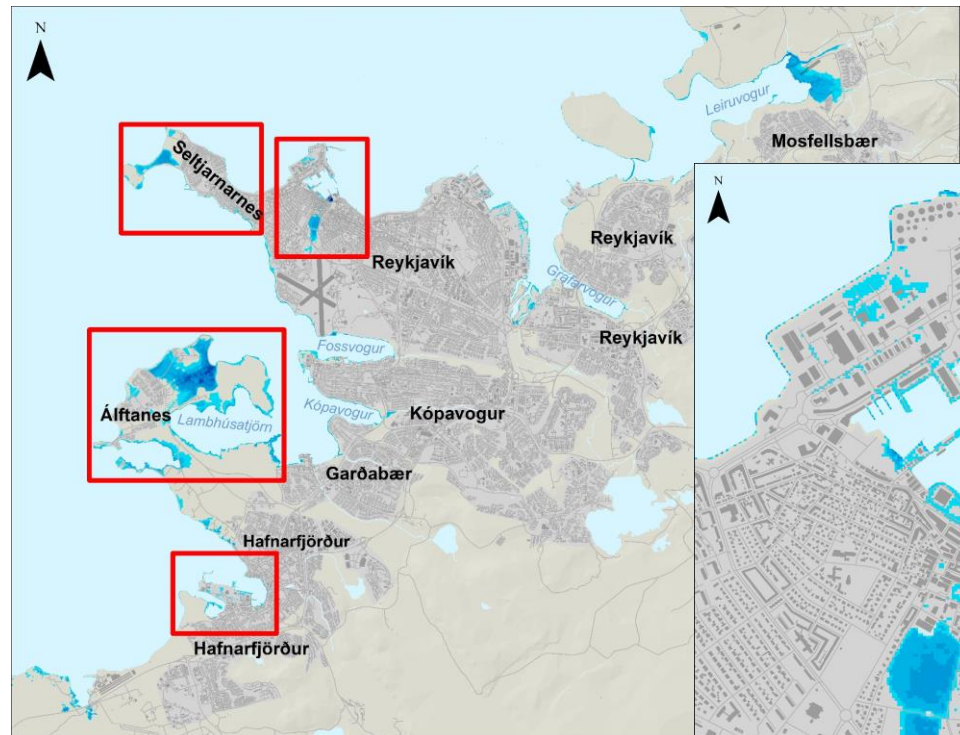 N
Leiruvogur
Mosfellsbær
Seltjarnarnes
N
Reykjavík
Reykjavík
Grafarvogur
Reykjavík
Fossvogur
Álftanes
Lambhúsatjörn
Kópavogur
Kópavogur
Garðabær
Hafnarfjörður
Hafnarfjörður